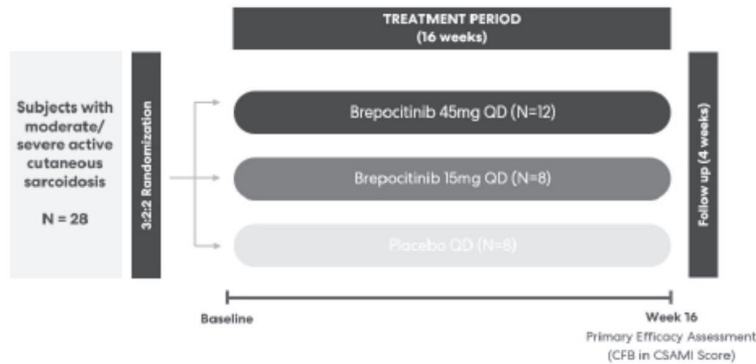 TREATMENT PERIOD
(16 weeks)
Subjects with
moderate/
severe active
cutaneous
sarcoidosis
N = 28
3:2:2 Randomization
Brepocitinib 45mg QD (N=12)
Brepocitinib 15mg QD (N=8)
Placebo QD (N=8)
Follow up (4 weeks)
Baseline
Week 16
Primary Efficacy Assessment
(CFB in CSAMI Score)